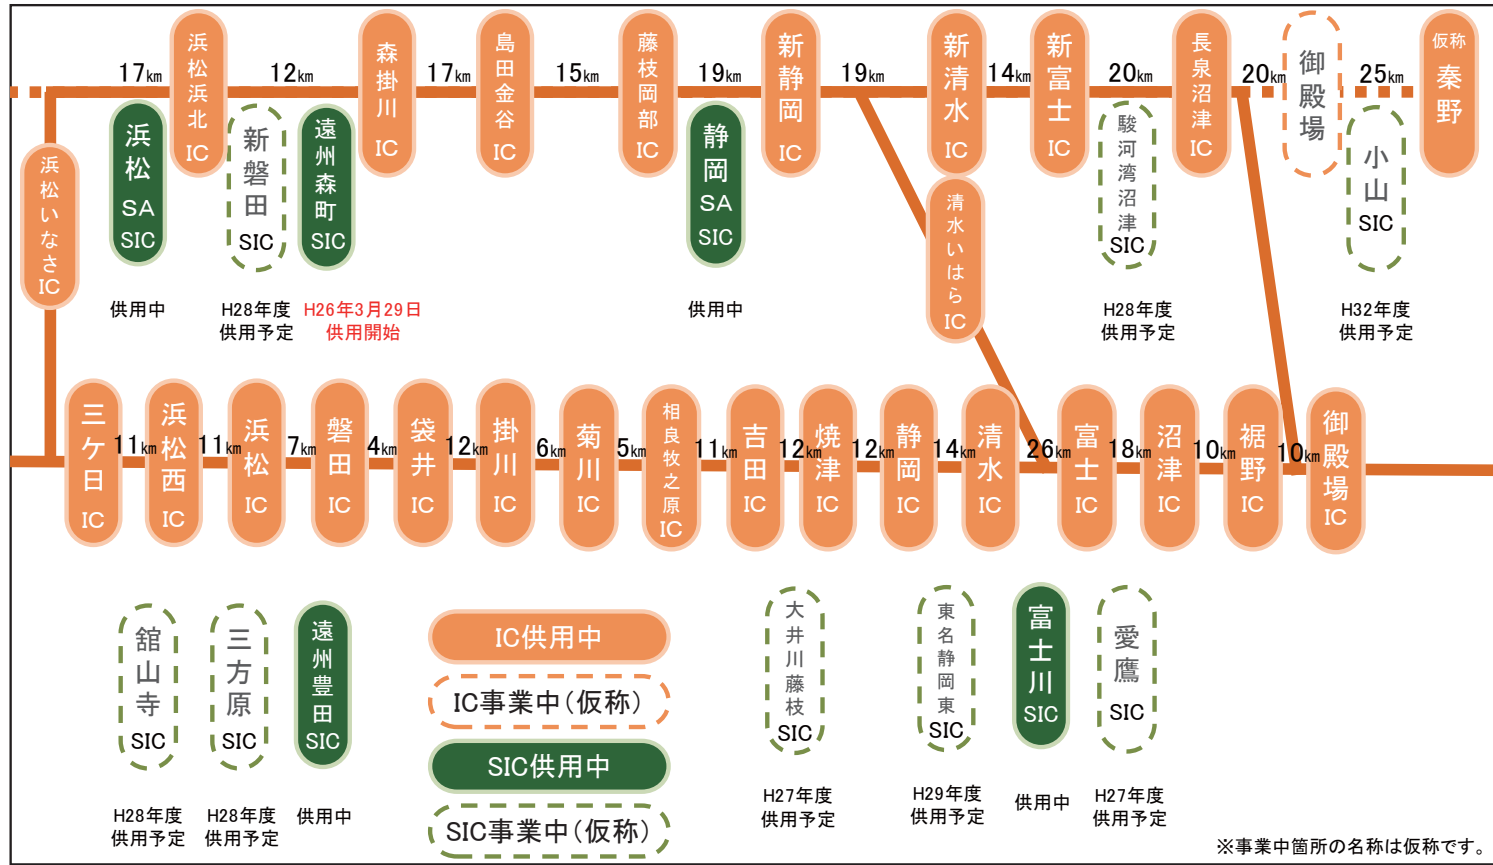 17km
浜松浜北IC
12km
森掛川IC
17km
島田金谷IC
15km
藤枝岡部IC
19km
新静岡IC
19km
新清水IC
14km
新富士IC
20km
長泉沼津IC
20km
御殿場
25km
仮称
秦野
浜松いなさIC
浜松SA SIC
供用中
新磐田SIC
H28年度
供用予定
遠州森町SIC
H26年3月29日
供用開始
静岡SA SIC
供用中
清水いはらIC
駿河湾沼津SIC
H28年度
供用予定
小山SIC
H32年度
供用予定
三ケ日IC
11km
浜松西IC
11km
浜松IC
7km
磐田IC
4km
袋井IC
12km
掛川IC
6km
菊川IC
5km
相良牧之原IC
11km
吉田IC
12km
焼津IC
12km
静岡IC
14km
清水IC
26km
富士IC
18km
沼津IC
10km
裾野IC
10km
御殿場IC
舘山寺SIC
H28年度
供用予定
三方原SIC
H28年度
供用予定
遠州豊田SIC
供用中
IC供用中
IC事業中(仮称)
SIC供用中
SIC事業中(仮称)
大井川藤枝SIC
H27年度
供用予定
東名静岡東SIC
H29年度
供用予定
富士川SIC
供用中
愛鷹SIC
H27年度
供用予定
※事業中箇所の名称は仮称です。